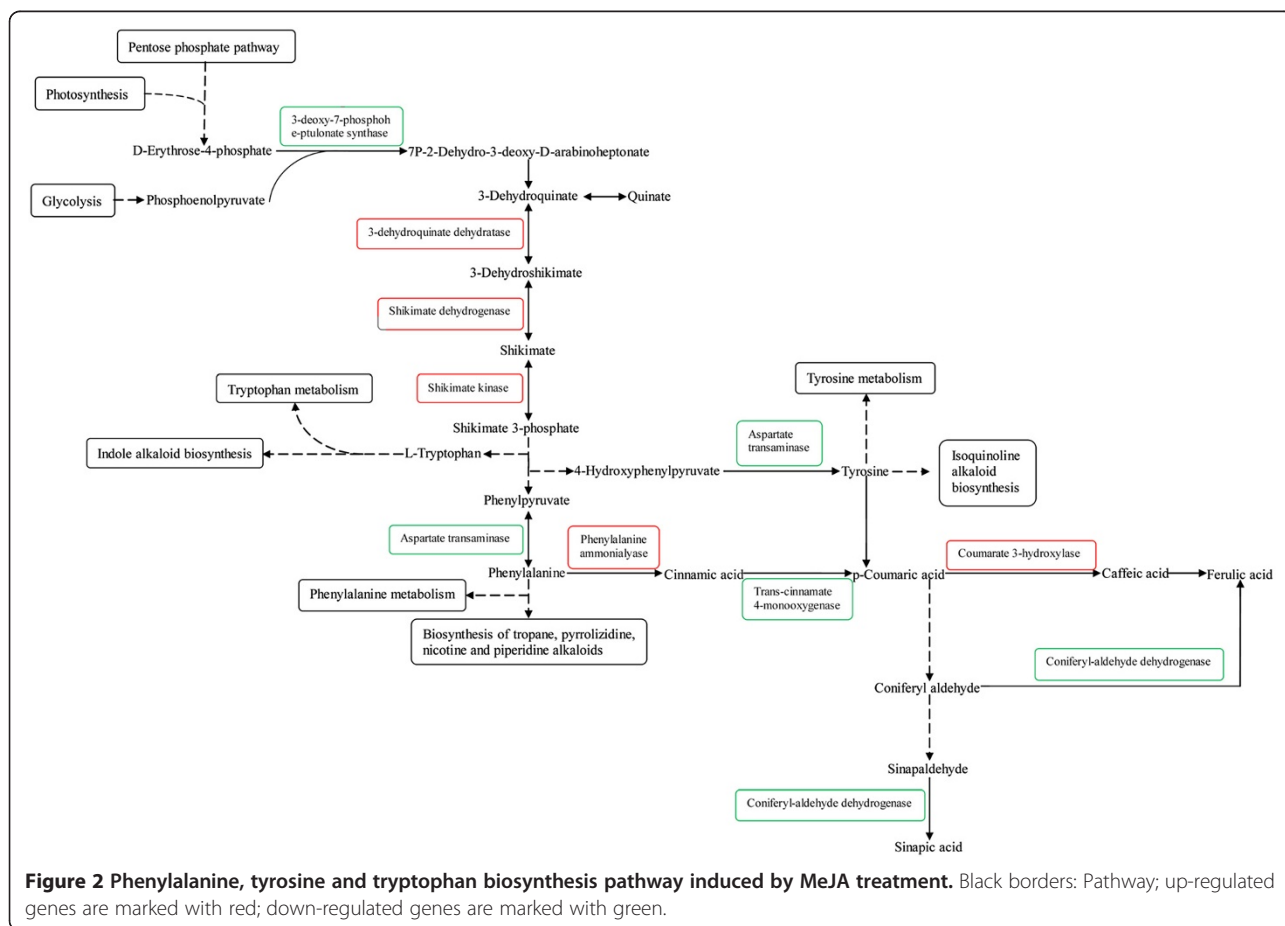 Pentose phosphate pathway
Photosynthesis
3-deoxy-7-phosphoh
e-ptulonate synthase
D-Erythrose-4-phosphate
7P-2-Dehydro-3-deoxy-D-arabinoheptonate
Glycolysis
Phosphoenolpyruvate
3-Dehydroquinate
Quinate
3-dehydroquinate dehydratase
3-Dehydroshikimate
Shikimate dehydrogenase
Shikimate
Tryptophan metabolism
Shikimate kinase
Tyrosine metabolism
Shikimate 3-phosphate
Indole alkaloid biosynthesis
L-Tryptophan
Aspartate
transaminase
4-Hydroxyphenylpyruvate
Tyrosine
Isoquinoline
alkaloid
biosynthesis
Phenylpyruvate
Aspartate transaminase
Phenylalanine
ammonialyase
Coumarate 3-hydroxylase
Phenylalanine
Cinnamic acid
p-Coumaric acid
Caffeic acid
Ferulic acid
Trans-cinnamate
4-monooxygenase
Phenylalanine metabolism
Biosynthesis of tropane, pyrrolizidine,
nicotine and piperidine alkaloids
Coniferyl-aldehyde dehydrogenase
Coniferyl aldehyde
Sinapaldehyde
Coniferyl-aldehyde dehydrogenase
Sinapic acid
Figure 2 Phenylalanine, tyrosine and tryptophan biosynthesis pathway induced by MeJA treatment. Black borders: Pathway; up-regulated
genes are marked with red; down-regulated genes are marked with green.